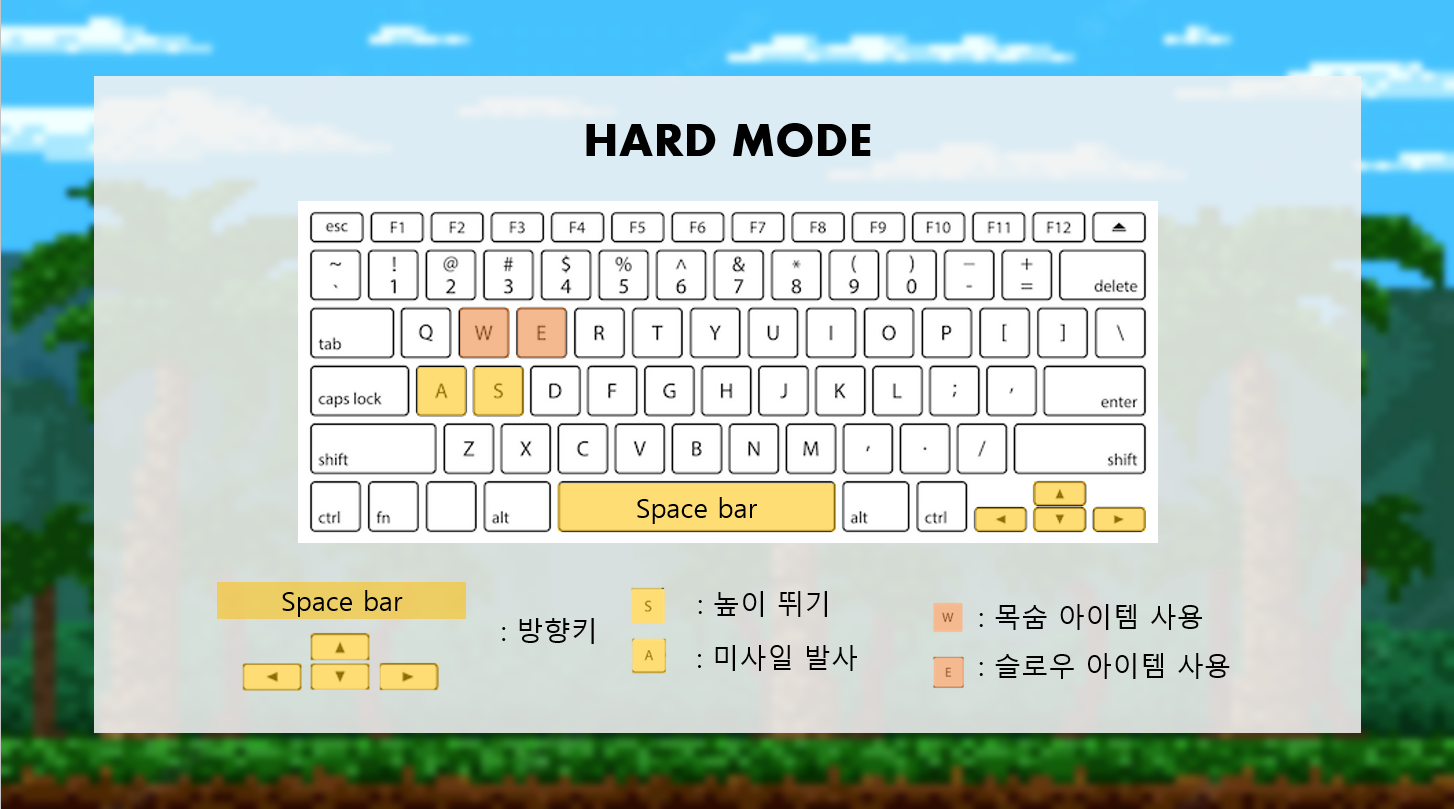 HARD MODE
esc F1 F2 F3 F4 F5 F6 F7 F8 F9 F10 F11 F12
~ ! @ # $ % ^ & * ( ) — +
` 1 2 3 4 5 6 7 8 9 0 - = delete
tab Q W E R T Y U I O P [ ] \
caps lock A S D F G H J K L ; ' enter
shift Z X C V B N M , . / shift
ctrl fn alt Space bar alt ctrl ◄ ▲ ▼ ►
Space bar
▲
◄ ▼ ►
: 방향키
S : 높이 뛰기
A : 미사일 발사
W : 목숨 아이템 사용
E : 슬로우 아이템 사용